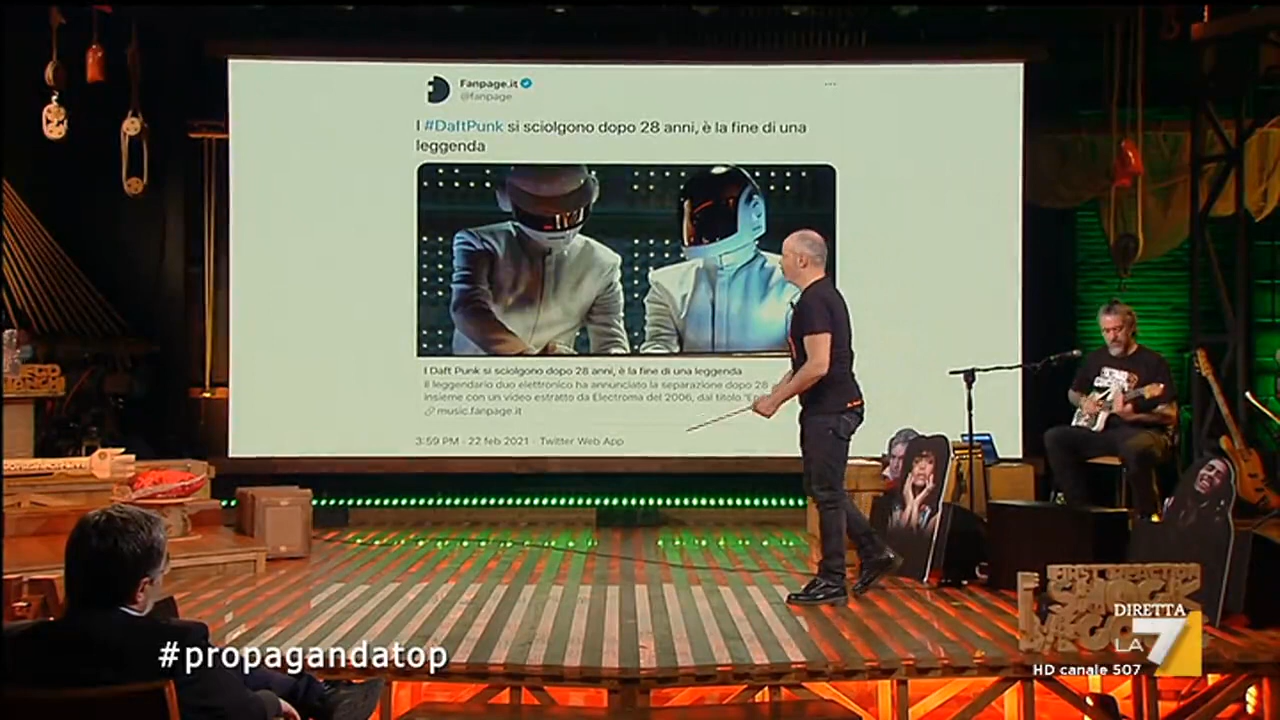 Fanpage.it
@fanpage
I #DaftPunk si sciolgono dopo 28 anni, è la fine di una
leggenda
I Daft Punk si sciolgono dopo 28 anni, è la fine di una leggenda
Il leggendario duo elettronico ha annunciato la separazione dopo 28
insieme con un video estratto da Electroma del 2006, dal titolo
music.fanpage.it
3:59 PM · 22 feb 2021 · Twitter Web App
#propagandatop
DIRETTA
LA 7
HD canale 507